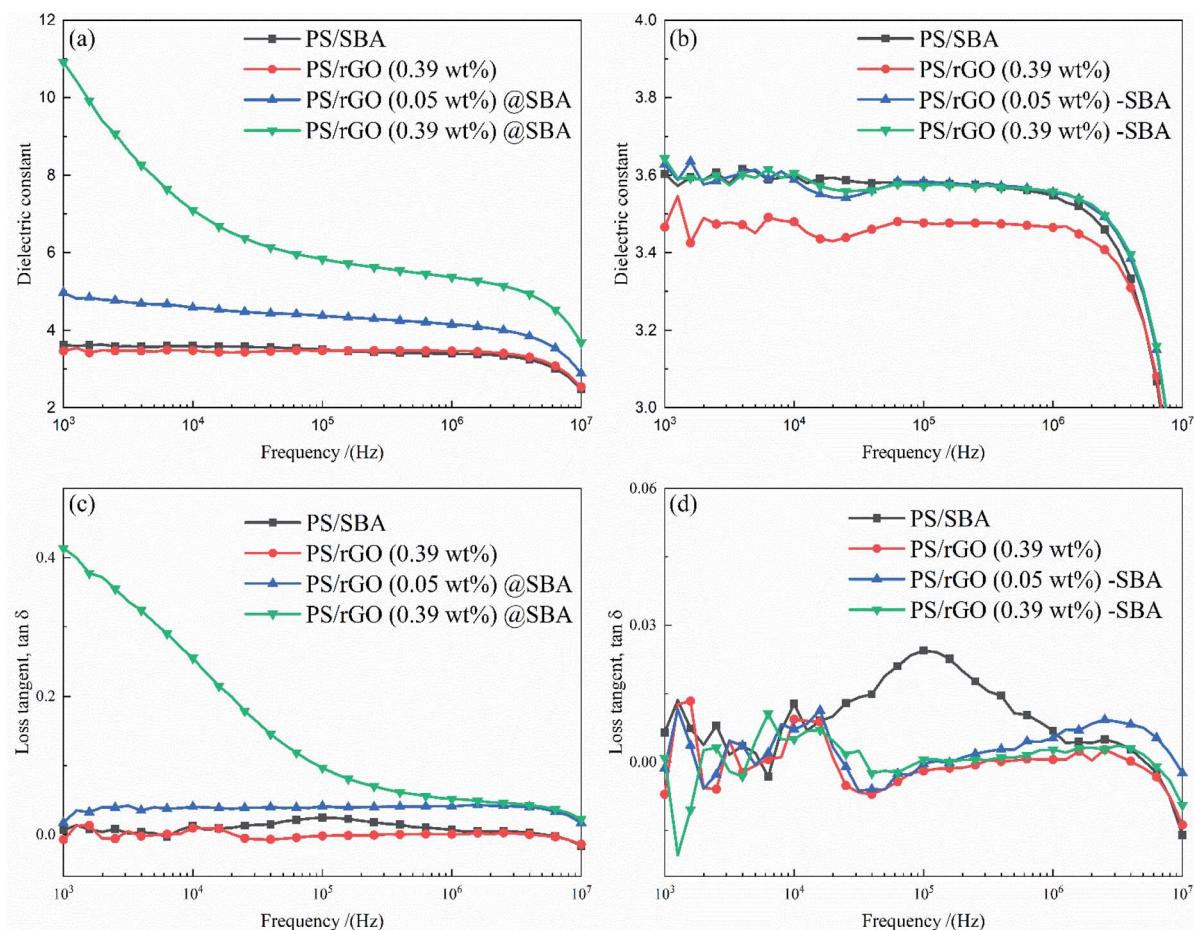 (a)
PS/SBA
PS/rGO (0.39 wt%)
PS/rGO (0.05 wt%) @SBA
PS/rGO (0.39 wt%) @SBA
12
10
8
6
4
2
Dielectric constant
10³ 10⁴ 10⁵ 10⁶ 10⁷
Frequency /(Hz)
(b)
PS/SBA
PS/rGO (0.39 wt%)
PS/rGO (0.05 wt%) -SBA
PS/rGO (0.39 wt%) -SBA
4.0
3.8
3.6
3.4
3.2
3.0
Dielectric constant
10³ 10⁴ 10⁵ 10⁶ 10⁷
Frequency /(Hz)
(c)
PS/SBA
PS/rGO (0.39 wt%)
PS/rGO (0.05 wt%) @SBA
PS/rGO (0.39 wt%) @SBA
0.4
0.2
0.0
Loss tangent, tan δ
10³ 10⁴ 10⁵ 10⁶ 10⁷
Frequency /(Hz)
(d)
PS/SBA
PS/rGO (0.39 wt%)
PS/rGO (0.05 wt%) -SBA
PS/rGO (0.39 wt%) -SBA
0.06
0.03
0.00
Loss tangent, tan δ
10³ 10⁴ 10⁵ 10⁶ 10⁷
Frequency /(Hz)